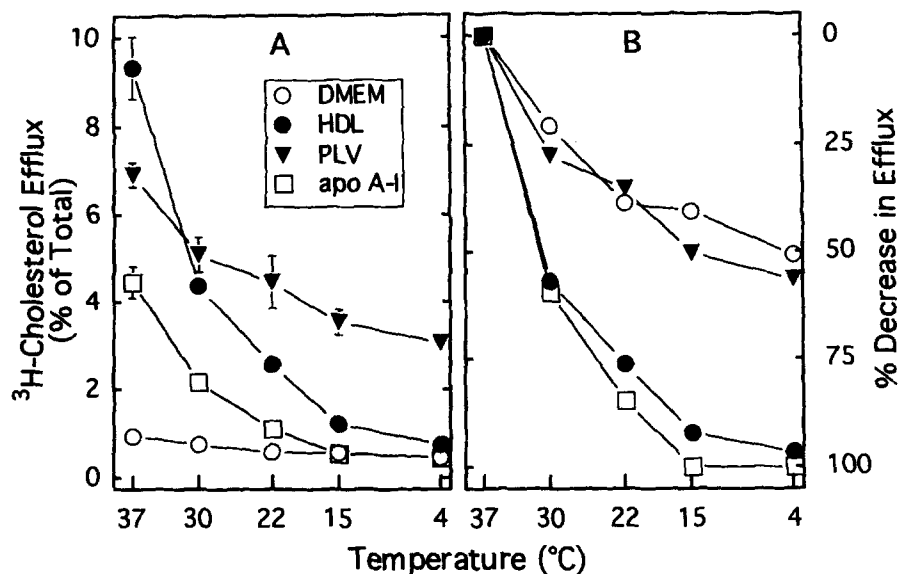 A
B
DMEM
HDL
PLV
apo A-I
³H-Cholesterol Efflux
(% of Total)
10
8
6
4
2
0
37 30 22 15 4
0
25
50
75
100
37 30 22 15 4
% Decrease in Efflux
Temperature (°C)